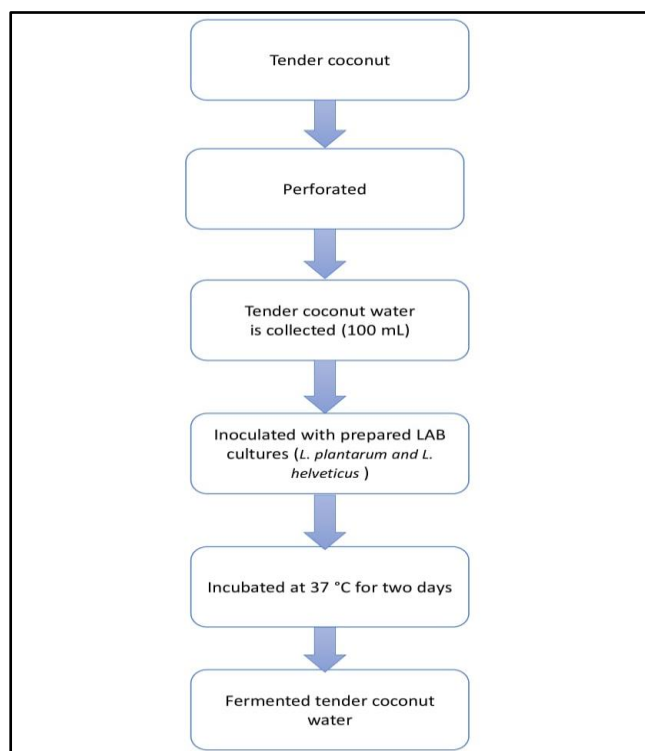 Tender coconut
Perforated
Tender coconut water
is collected (100 mL)
Inoculated with prepared LAB
cultures (L. plantarum and L.
helveticus )
Incubated at 37 °C for two days
Fermented tender coconut
water